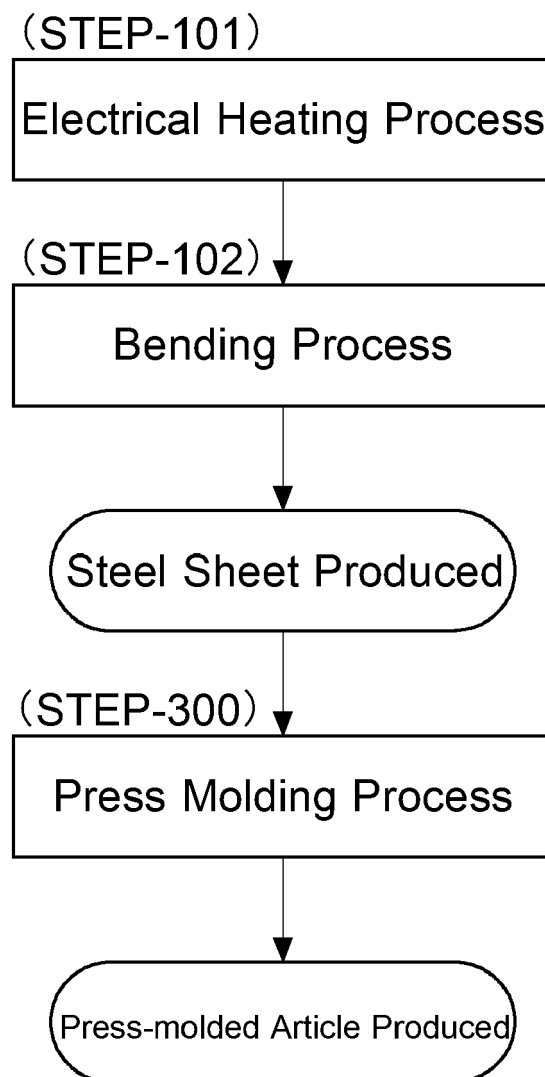 （STEP-101）
Electrical Heating Process
（STEP-102）
Bending Process
Steel Sheet Produced
（STEP-300）
Press Molding Process
Press-molded Article Produced